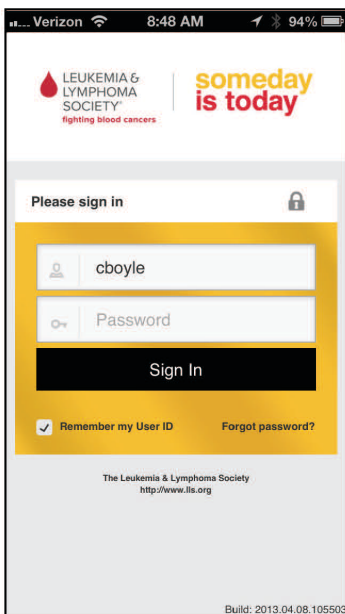 Verizon 8:48 AM 94%
LEUKEMIA &
LYMPHOMA
SOCIETY®
fighting blood cancers
someday
is today
Please sign in
cboyle
Password
Sign In
Remember my User ID Forgot password?
The Leukemia & Lymphoma Society
http://www.lls.org
Build: 2013.04.08.105503